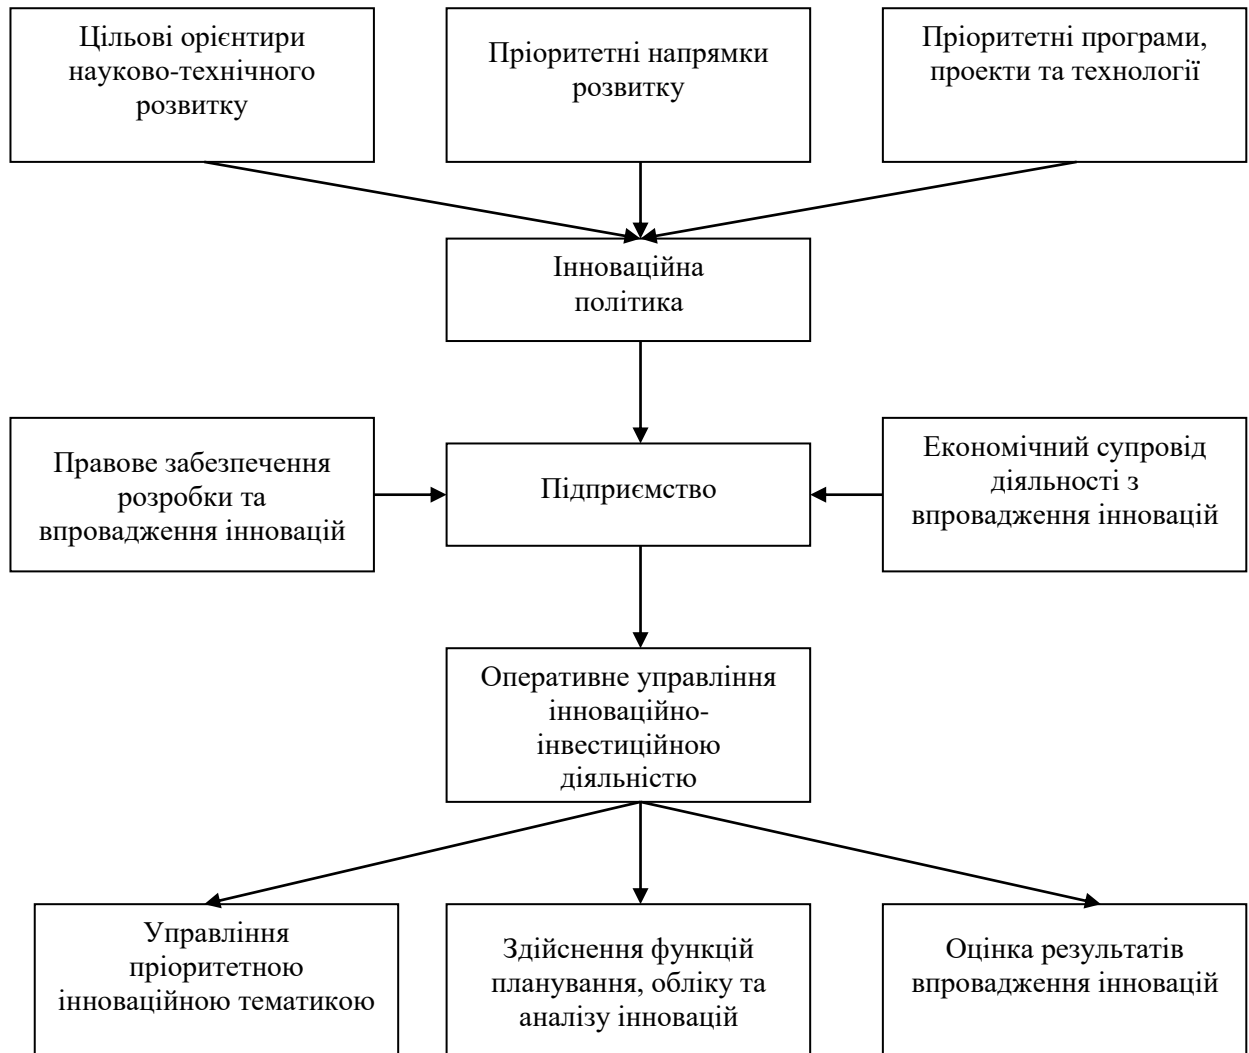 Цільові орієнтири
науково-технічного
розвитку
Пріоритетні напрямки
розвитку
Пріоритетні програми,
проекти та технології
Інноваційна
політика
Правове забезпечення
розробки та
впровадження інновацій
Підприємство
Економічний супровід
діяльності з
впровадження інновацій
Оперативне управління
інноваційно-
інвестиційною
діяльністю
Управління
пріоритетною
інноваційною тематикою
Здійснення функцій
планування, обліку та
аналізу інновацій
Оцінка результатів
впровадження інновацій